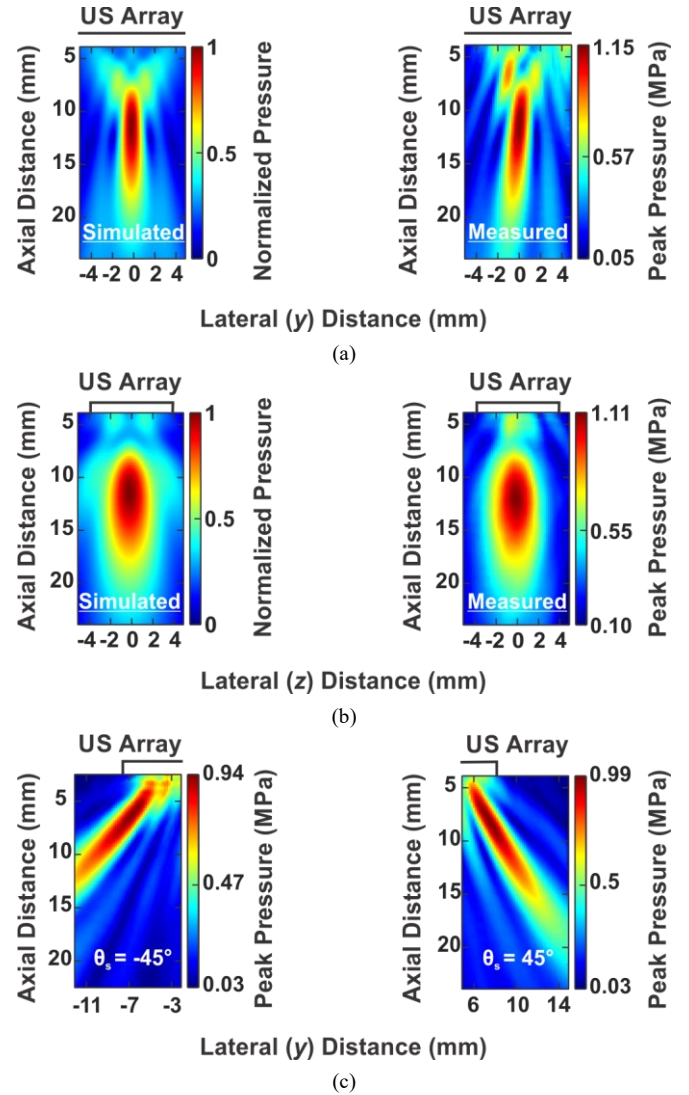 US Array US Array
Axial Distance (mm) 5 10 15 20 Simulated -4 -2 0 2 4 1 0.5 0 Normalized Pressure
Axial Distance (mm) 5 10 15 20 Measured -4 -2 0 2 4 1.15 0.57 0.05 Peak Pressure (MPa)
Lateral (y) Distance (mm)
(a)
US Array US Array
Axial Distance (mm) 5 10 15 20 Simulated -4 -2 0 2 4 1 0.5 0 Normalized Pressure
Axial Distance (mm) 5 10 15 20 Measured -4 -2 0 2 4 1.11 0.55 0.10 Peak Pressure (MPa)
Lateral (z) Distance (mm)
(b)
US Array US Array
Axial Distance (mm) 5 10 15 20 θs = -45° -11 -7 -3 0.94 0.47 0.03 Peak Pressure (MPa)
Axial Distance (mm) 5 10 15 20 θs = 45° 6 10 14 0.99 0.5 0.03 Peak Pressure (MPa)
Lateral (y) Distance (mm)
(c)